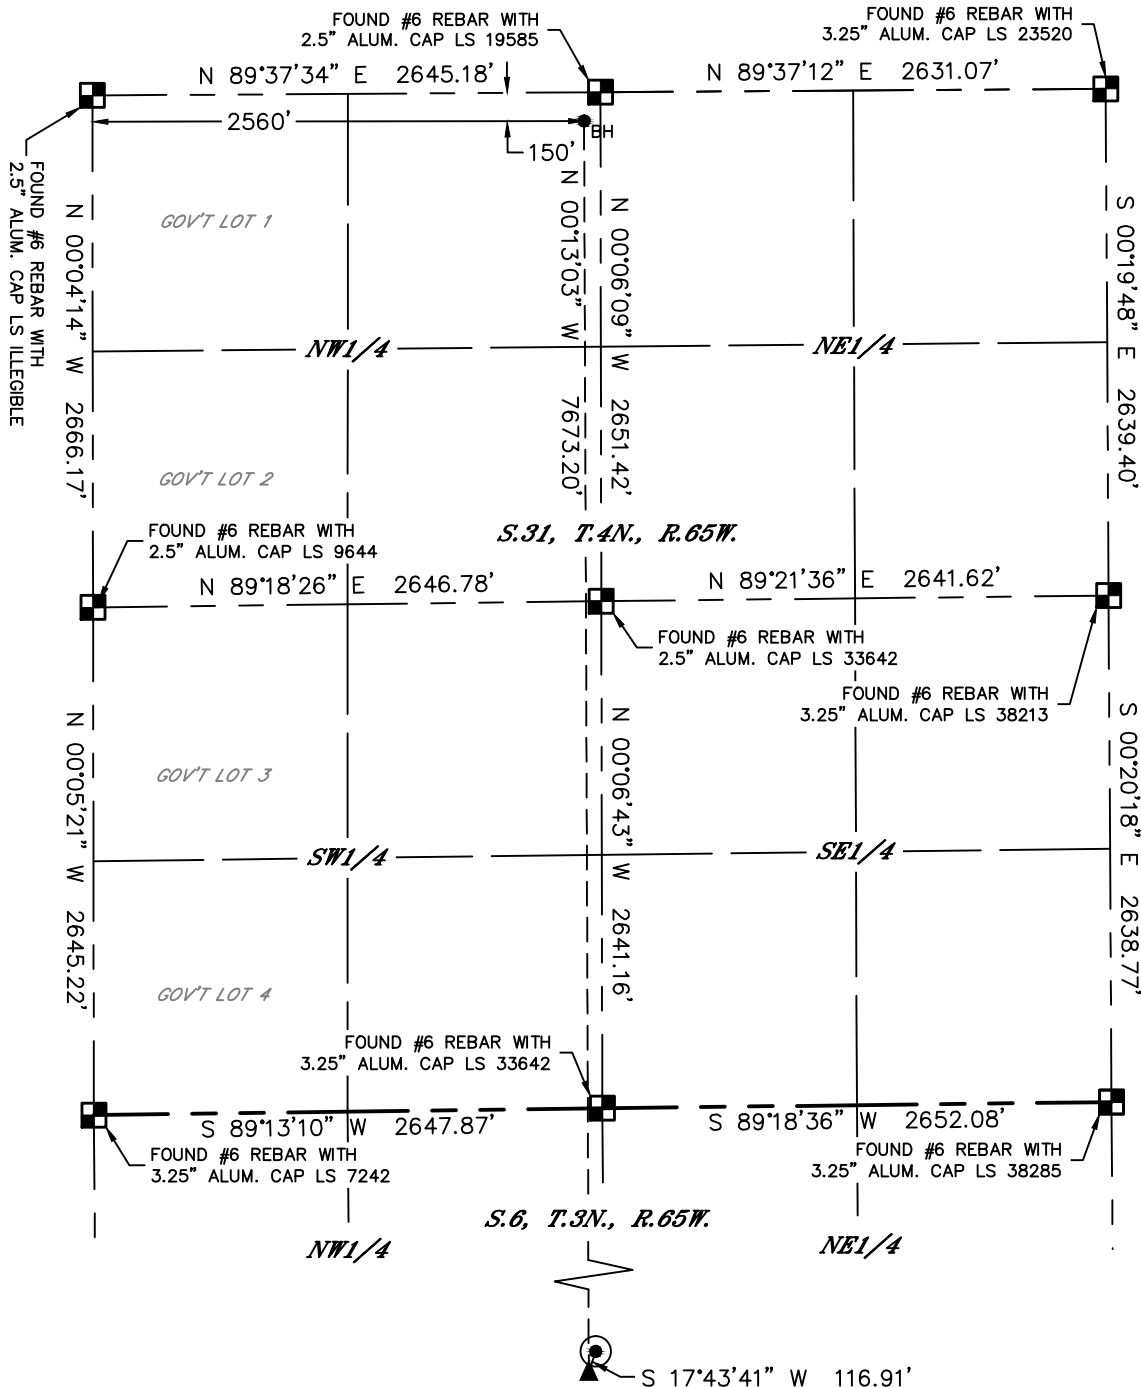 FOUND #6 REBAR WITH
2.5" ALUM. CAP LS 19585
FOUND #6 REBAR WITH
3.25" ALUM. CAP LS 23520
N 89°37'34" E 2645.18'
N 89°37'12" E 2631.07'
2560'
BH
150'
FOUND #6 REBAR WITH
2.5" ALUM. CAP LS ILLEGIBLE
N 00°04'14" W 2666.17'
GOV'T LOT 1
N 00°13'03" W 7673.20'
N 00°06'09" W 2651.42'
S 00°19'48" E 2639.40'
NW1/4
NE1/4
GOV'T LOT 2
S.31, T.4N., R.65W.
FOUND #6 REBAR WITH
2.5" ALUM. CAP LS 9644
N 89°18'26" E 2646.78'
N 89°21'36" E 2641.62'
FOUND #6 REBAR WITH
2.5" ALUM. CAP LS 33642
FOUND #6 REBAR WITH
3.25" ALUM. CAP LS 38213
N 00°05'21" W 2645.22'
GOV'T LOT 3
N 00°06'43" W 2641.16'
S 00°20'18" E 2638.77'
SW1/4
SE1/4
GOV'T LOT 4
FOUND #6 REBAR WITH
3.25" ALUM. CAP LS 33642
S 89°13'10" W 2647.87'
S 89°18'36" W 2652.08'
FOUND #6 REBAR WITH
3.25" ALUM. CAP LS 7242
FOUND #6 REBAR WITH
3.25" ALUM. CAP LS 38285
S.6, T.3N., R.65W.
NW1/4
NE1/4
S 17°43'41" W 116.91'